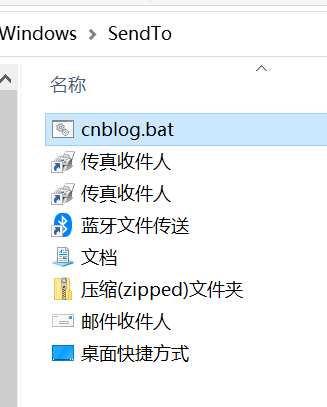 Windows > SendTo
名称
cnblog.bat
传真收件人
传真收件人
蓝牙文件传送
文档
压缩(zipped)文件夹
邮件收件人
桌面快捷方式